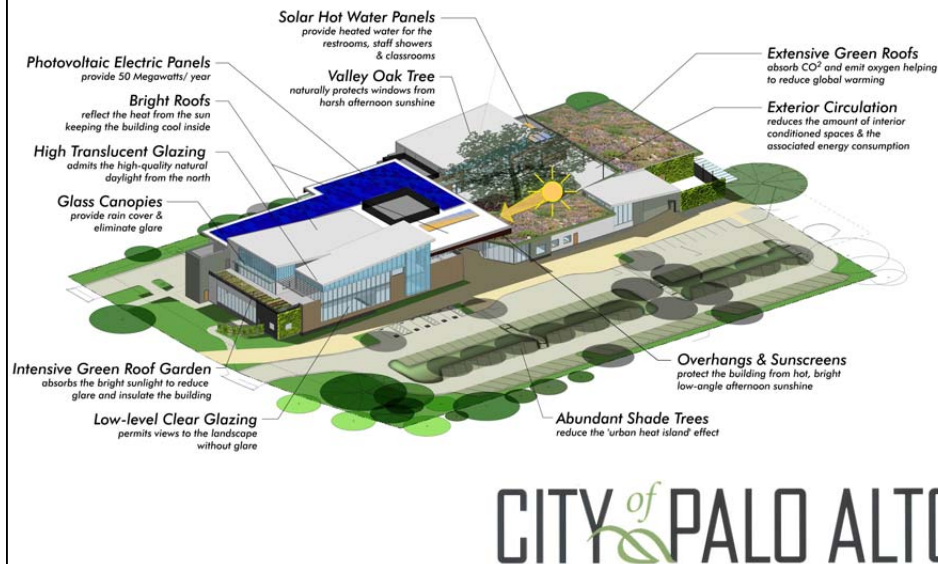 Solar Hot Water Panels
provide heated water for the
restrooms, staff showers
& classrooms
Photovoltaic Electric Panels
provide 50 Megawatts/ year
Valley Oak Tree
naturally protects windows from
harsh afternoon sunshine
Extensive Green Roofs
absorb CO² and emit oxygen helping
to reduce global warming
Bright Roofs
reflect the heat from the sun
keeping the building cool inside
Exterior Circulation
reduces the amount of interior
conditioned spaces & the
associated energy consumption
High Translucent Glazing
admits the high-quality natural
daylight from the north
Glass Canopies
provide rain cover &
eliminate glare
Intensive Green Roof Garden
absorbs the bright sunlight to reduce
glare and insulate the building
Overhangs & Sunscreens
protect the building from hot, bright
low-angle afternoon sunshine
Low-level Clear Glazing
permits views to the landscape
without glare
Abundant Shade Trees
reduce the 'urban heat island' effect
CITY of PALO ALTO